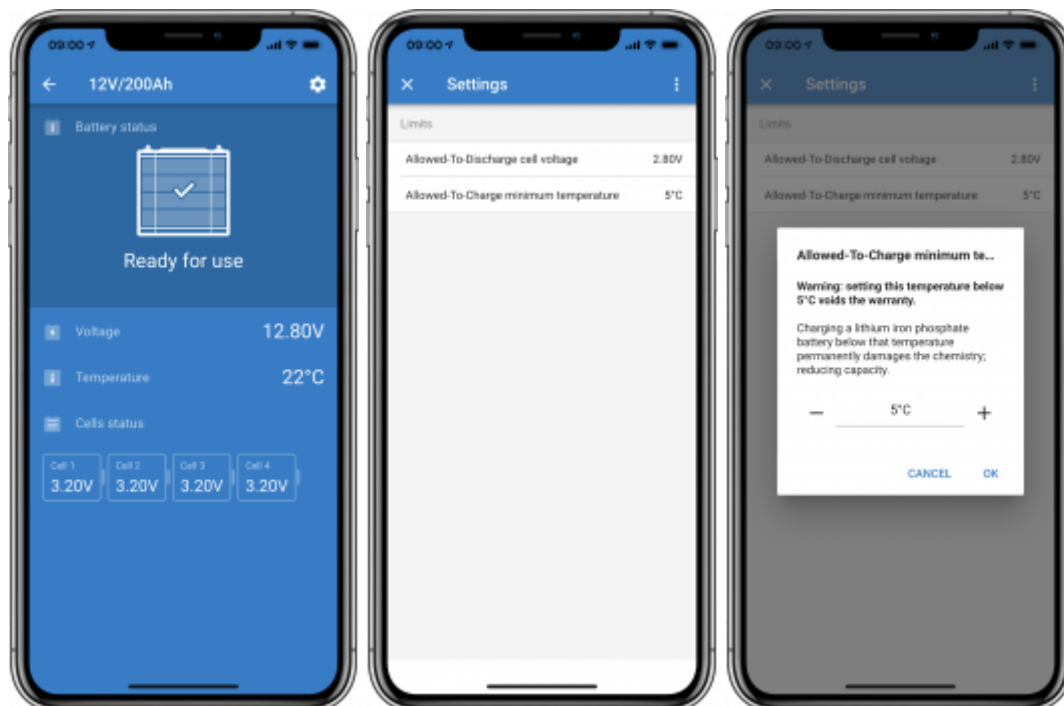 09:00
12V/200Ah
Battery status
Ready for use
Voltage 12.80V
Temperature 22°C
Cells status
Cell 1 Cell 2 Cell 3 Cell 4
3.20V 3.20V 3.20V 3.20V
09:00
Settings
Limits
Allowed-To-Discharge cell voltage 2.80V
Allowed-To-Charge minimum temperature 5°C
09:00
Settings
Limits
Allowed-To-Discharge cell voltage 2.80V
Allowed-To-Charge minimum temperature 5°C
Allowed-To-Charge minimum te...
Warning: setting this temperature below
5°C voids the warranty.
Charging a lithium iron phosphate
battery below that temperature
permanently damages the chemistry;
reducing capacity.
5°C
CANCEL OK